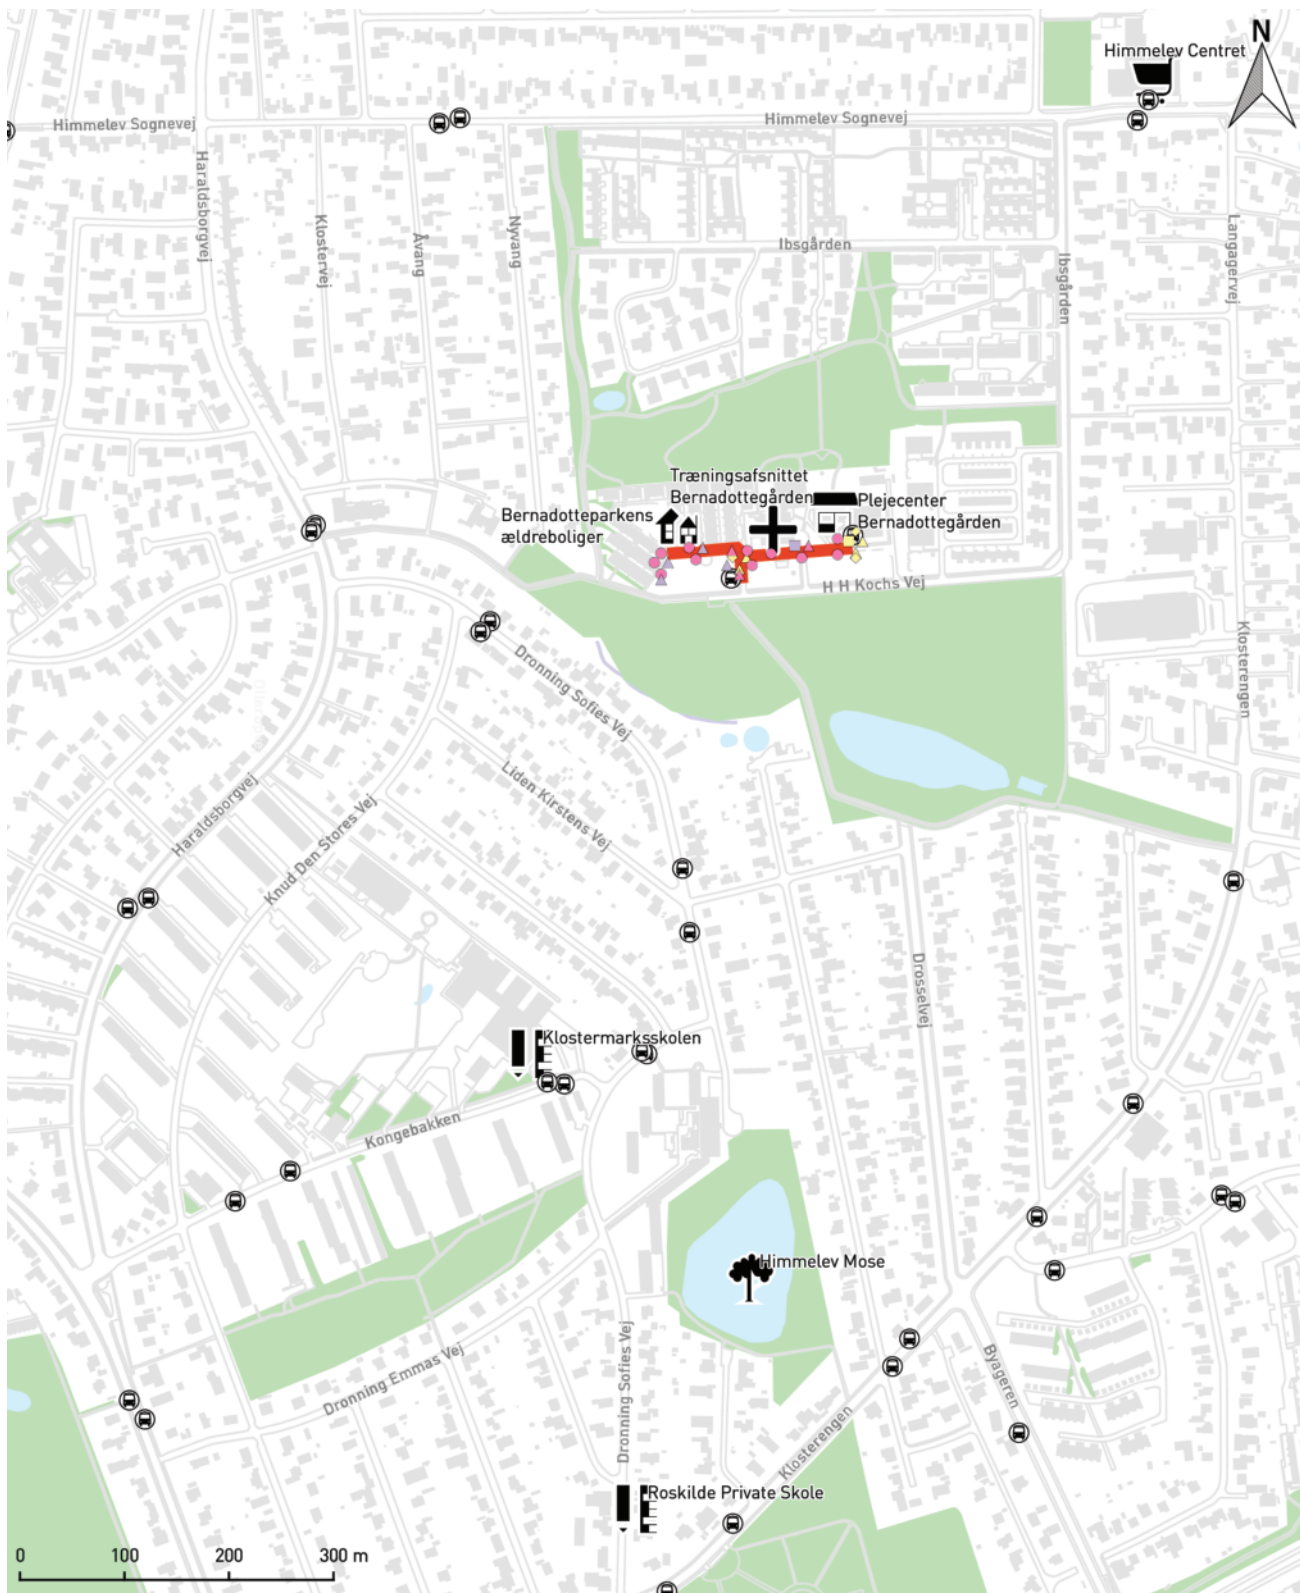 Himmelev Centret
N
Himmelev Sognevej
Himmelev Sognevej
Haraldsborgvej
Klostervej
Åvang
Nyvang
Ibsgården
Ibsgården
Langagervej
Træningsafsnittet
Bernadottegården
Plejecenter
Bernadottegården
Bernadotteparkens
ældreboliger
H H Kochs Vej
Klosterengen
Dronning Sofies Vej
Liden Kirstens Vej
Haraldsborgvej
Knud Den Stores Vej
Drosselvej
Klostermarksskolen
Kongebakken
Himmelev Mose
Dronning Sofies Vej
Dronning Emmas Vej
Byageren
Klosterengen
Roskilde Private Skole
0 100 200 300 m